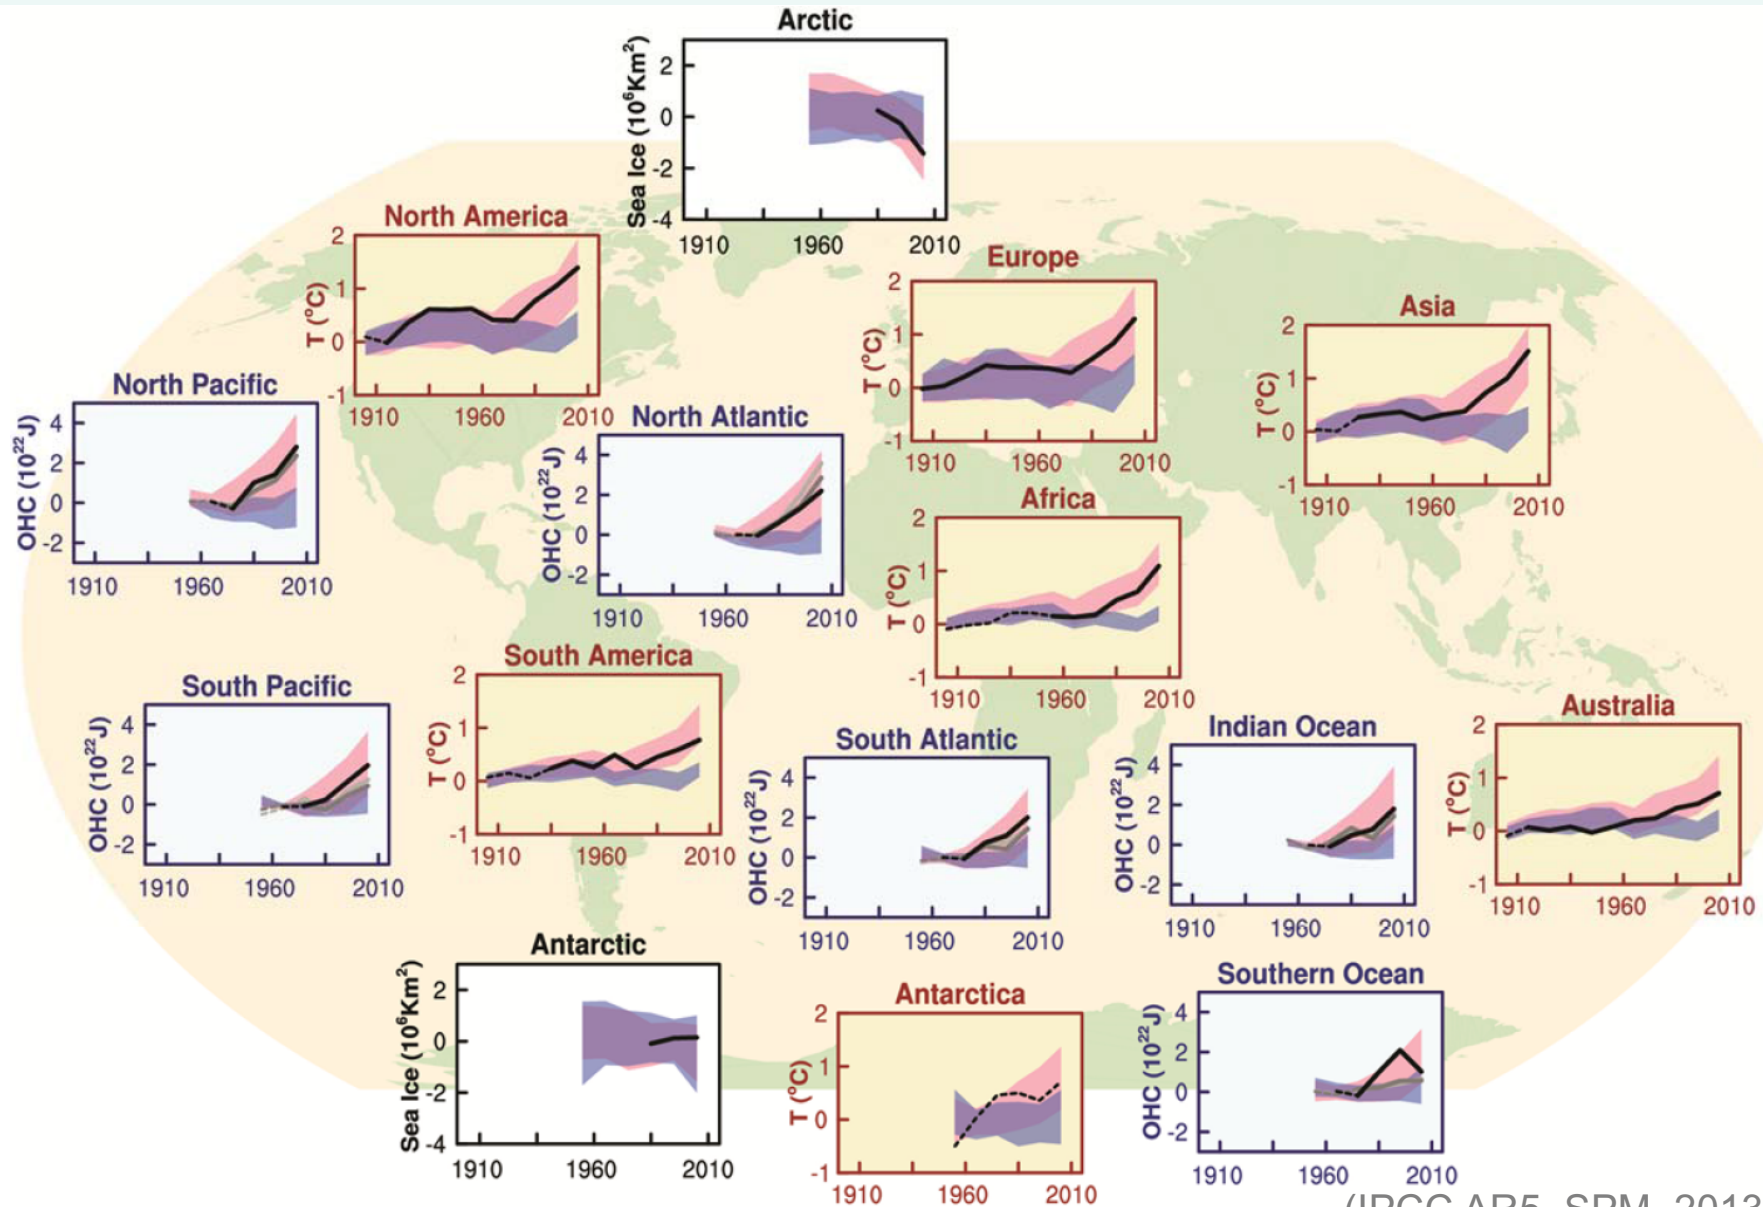 Arctic
Sea Ice (10⁶Km²)
2
0
-2
-4
1910 1960 2010
North America
T (°C)
2
1
0
-1
1910 1960 2010
Europe
T (°C)
2
1
0
-1
1910 1960 2010
Asia
T (°C)
2
1
0
-1
1910 1960 2010
North Pacific
OHC (10²²J)
4
2
0
-2
1910 1960 2010
North Atlantic
OHC (10²²J)
4
2
0
-2
1910 1960 2010
Africa
T (°C)
2
1
0
-1
1910 1960 2010
South Pacific
OHC (10²²J)
4
2
0
-2
1910 1960 2010
South America
T (°C)
2
1
0
-1
1910 1960 2010
South Atlantic
OHC (10²²J)
4
2
0
-2
1910 1960 2010
Indian Ocean
OHC (10²²J)
4
2
0
-2
1910 1960 2010
Australia
T (°C)
2
1
0
-1
1910 1960 2010
Antarctic
Sea Ice (10⁶Km²)
2
0
-2
-4
1910 1960 2010
Antarctica
T (°C)
2
1
0
-1
1910 1960 2010
Southern Ocean
OHC (10²²J)
4
2
0
-2
1910 1960 2010
(IPCC AR5, SPM, 2013